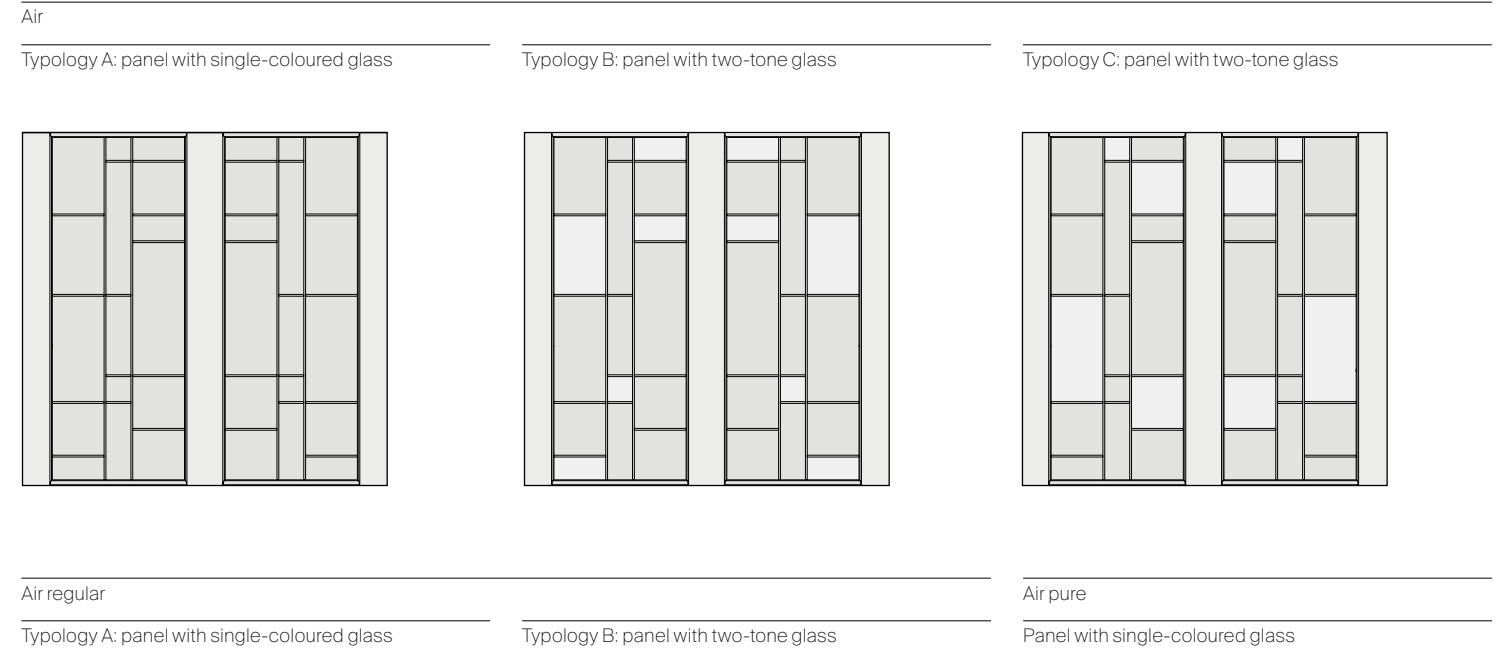 Air
Typology A: panel with single-coloured glass
Typology B: panel with two-tone glass
Typology C: panel with two-tone glass
Air regular
Air pure
Typology A: panel with single-coloured glass
Typology B: panel with two-tone glass
Panel with single-coloured glass